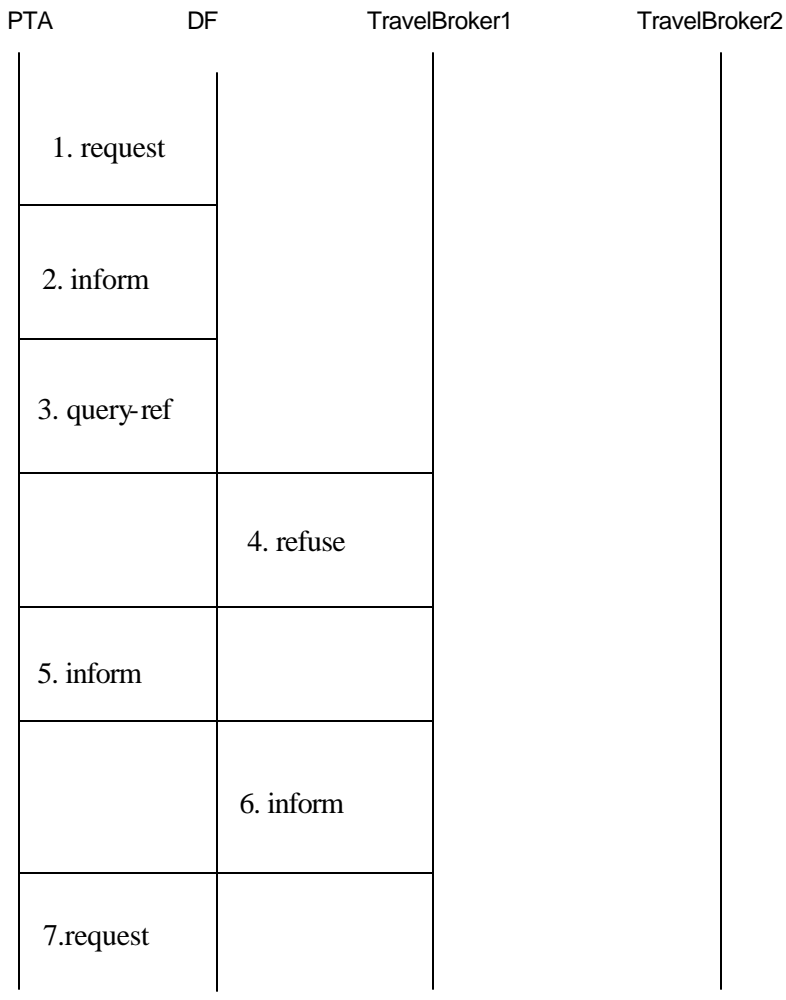 PTA DF TravelBroker1 TravelBroker2
1. request
2. inform
3. query-ref
4. refuse
5. inform
6. inform
7.request